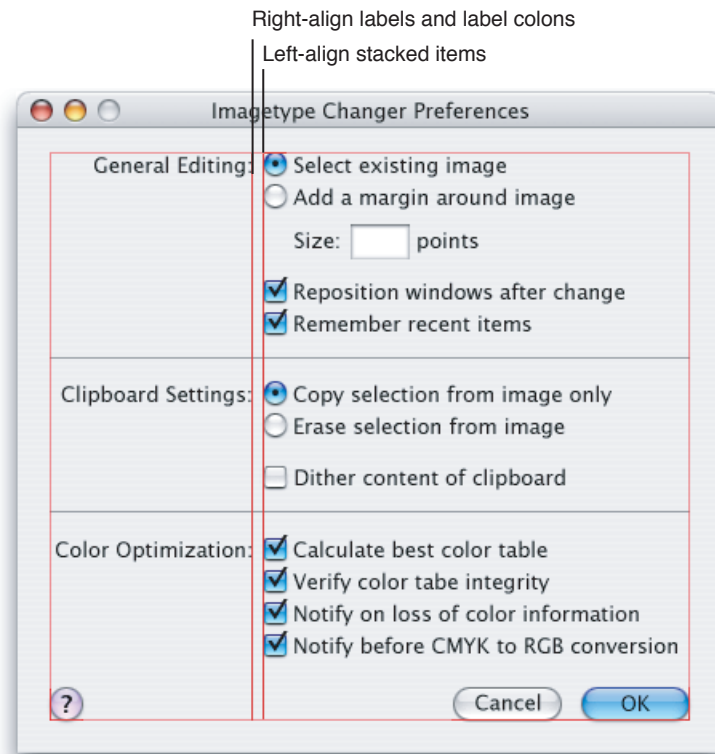 Right-align labels and label colons
Left-align stacked items
Imagetype Changer Preferences
General Editing: Select existing image
Add a margin around image
Size: points
Reposition windows after change
Remember recent items
Clipboard Settings: Copy selection from image only
Erase selection from image
Dither content of clipboard
Color Optimization: Calculate best color table
Verify color tabe integrity
Notify on loss of color information
Notify before CMYK to RGB conversion
? Cancel OK